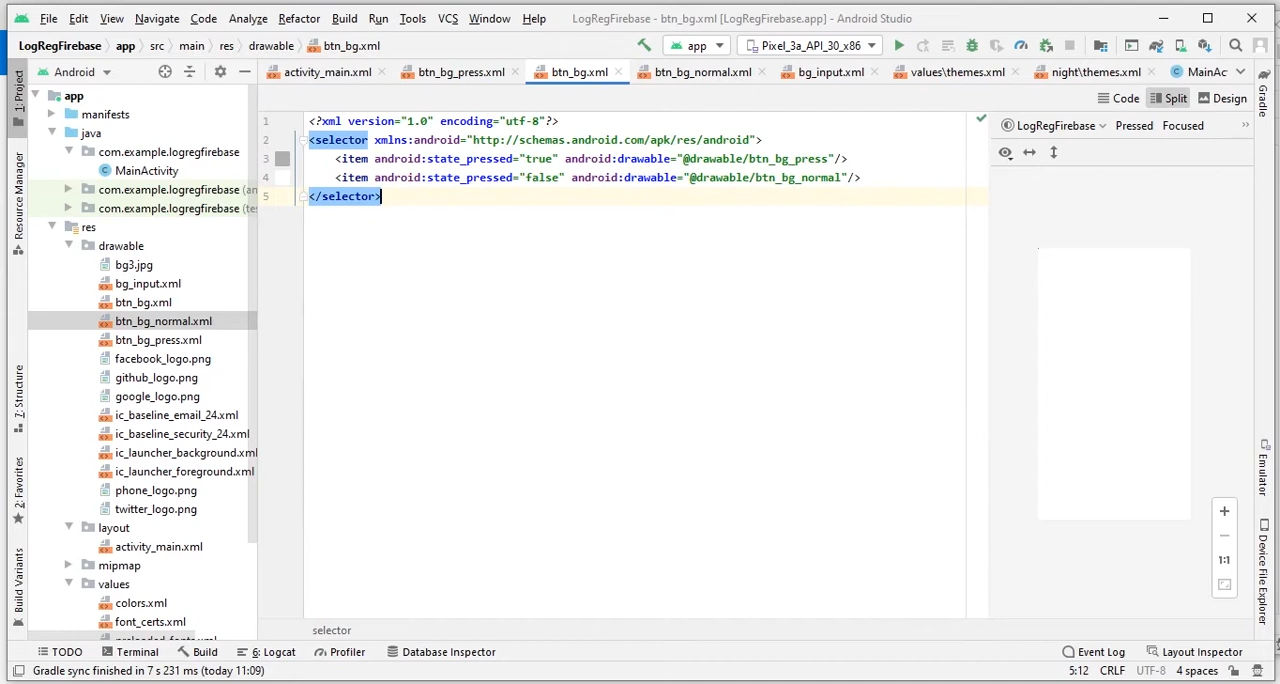 File Edit View Navigate Code Analyze Refactor Build Run Tools VCS Window Help LogRegFirebase - btn_bg.xml [LogRegFirebase.app] - Android Studio
LogRegFirebase app src main res drawable btn_bg.xml app Pixel_3a_API_30_x86
Android activity_main.xml btn_bg_press.xml btn_bg.xml btn_bg_normal.xml bg_input.xml values\themes.xml night\themes.xml MainAc
Code Split Design
LogRegFirebase Pressed Focused
1: Project
Resource Manager
7: Structure
2: Favorites
Build Variants
app
manifests
java
com.example.logregfirebase
MainActivity
com.example.logregfirebase (an
com.example.logregfirebase (te
res
drawable
bg3.jpg
bg_input.xml
btn_bg.xml
btn_bg_normal.xml
btn_bg_press.xml
facebook_logo.png
github_logo.png
google_logo.png
ic_baseline_email_24.xml
ic_baseline_security_24.xml
ic_launcher_background.xml
ic_launcher_foreground.xml
phone_logo.png
twitter_logo.png
layout
activity_main.xml
mipmap
values
colors.xml
font_certs.xml
preloaded_fonts.xml
1 <?xml version="1.0" encoding="utf-8"?>
2 <selector xmlns:android="http://schemas.android.com/apk/res/android">
3 <item android:state_pressed="true" android:drawable="@drawable/btn_bg_press"/>
4 <item android:state_pressed="false" android:drawable="@drawable/btn_bg_normal"/>
5 </selector>
selector
1:1
Gradle
Emulator
Device File Explorer
TODO Terminal Build 6: Logcat Profiler Database Inspector Event Log Layout Inspector
Gradle sync finished in 7 s 231 ms (today 11:09) 5:12 CRLF UTF-8 4 spaces